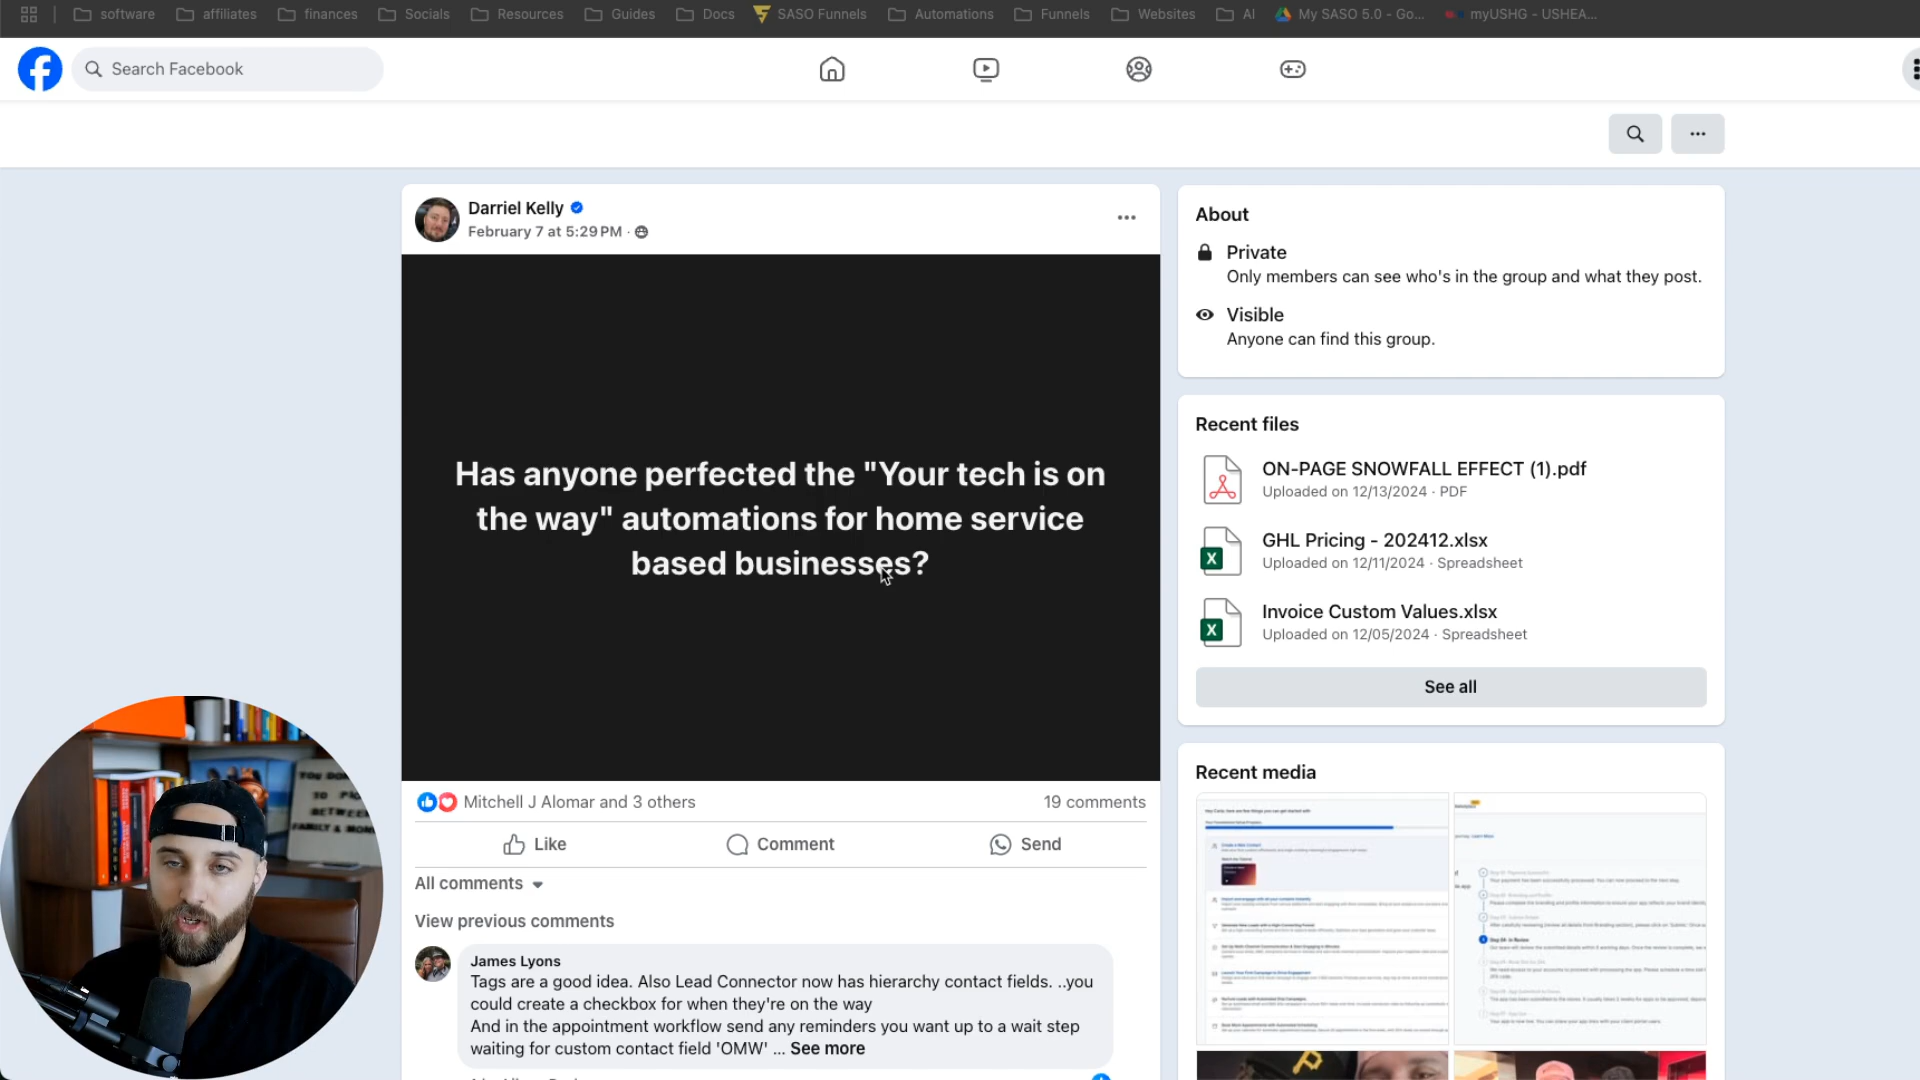 software
affiliates
finances
Socials
Resources
Guides
Docs
SASO Funnels
Automations
Funnels
Websites
AI
My SASO 5.0 - Go...
myUSHG - USHEA...
Search Facebook
Darriel Kelly
February 7 at 5:29 PM ·
Has anyone perfected the "Your tech is on
the way" automations for home service
based businesses?
Mitchell J Alomar and 3 others
19 comments
Like
Comment
Send
All comments
View previous comments
James Lyons
Tags are a good idea. Also Lead Connector now has hierarchy contact fields. ..you
could create a checkbox for when they're on the way
And in the appointment workflow send any reminders you want up to a wait step
waiting for custom contact field 'OMW' ... See more
About
Private
Only members can see who's in the group and what they post.
Visible
Anyone can find this group.
Recent files
ON-PAGE SNOWFALL EFFECT (1).pdf
Uploaded on 12/13/2024 · PDF
GHL Pricing - 202412.xlsx
Uploaded on 12/11/2024 · Spreadsheet
Invoice Custom Values.xlsx
Uploaded on 12/05/2024 · Spreadsheet
See all
Recent media